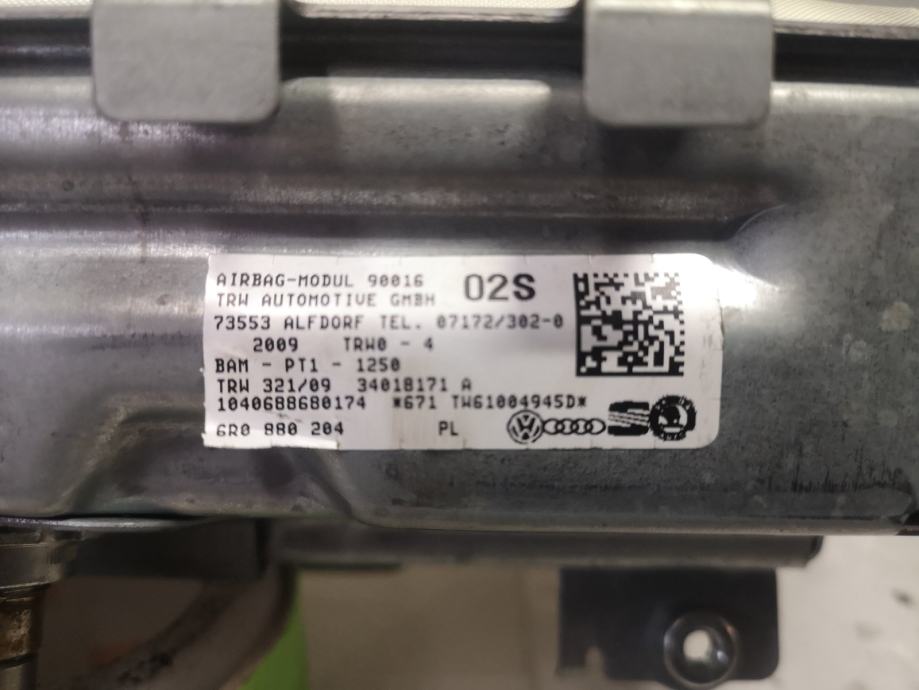 AIRBAG-MODUL 90016 02S
TRW AUTOMOTIVE GMBH
73553 ALFDORF TEL. 07172/302-0
2009 TRW0 - 4
BAM - PT1 - 1250
TRW 321/09 34018171 A
1040688680174 *671 TW61004945D*
6R0 880 204 PL